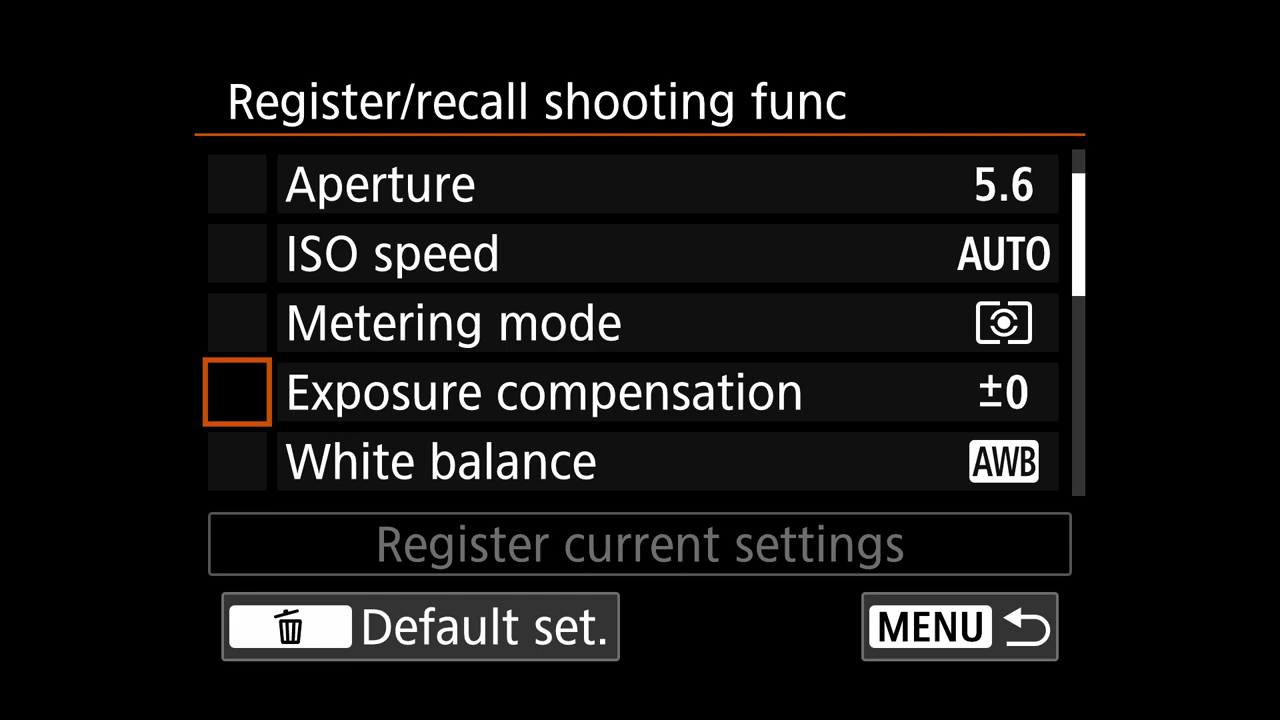 Register/recall shooting func
Aperture 5.6
ISO speed AUTO
Metering mode
Exposure compensation ±0
White balance AWB
Register current settings
Default set. MENU